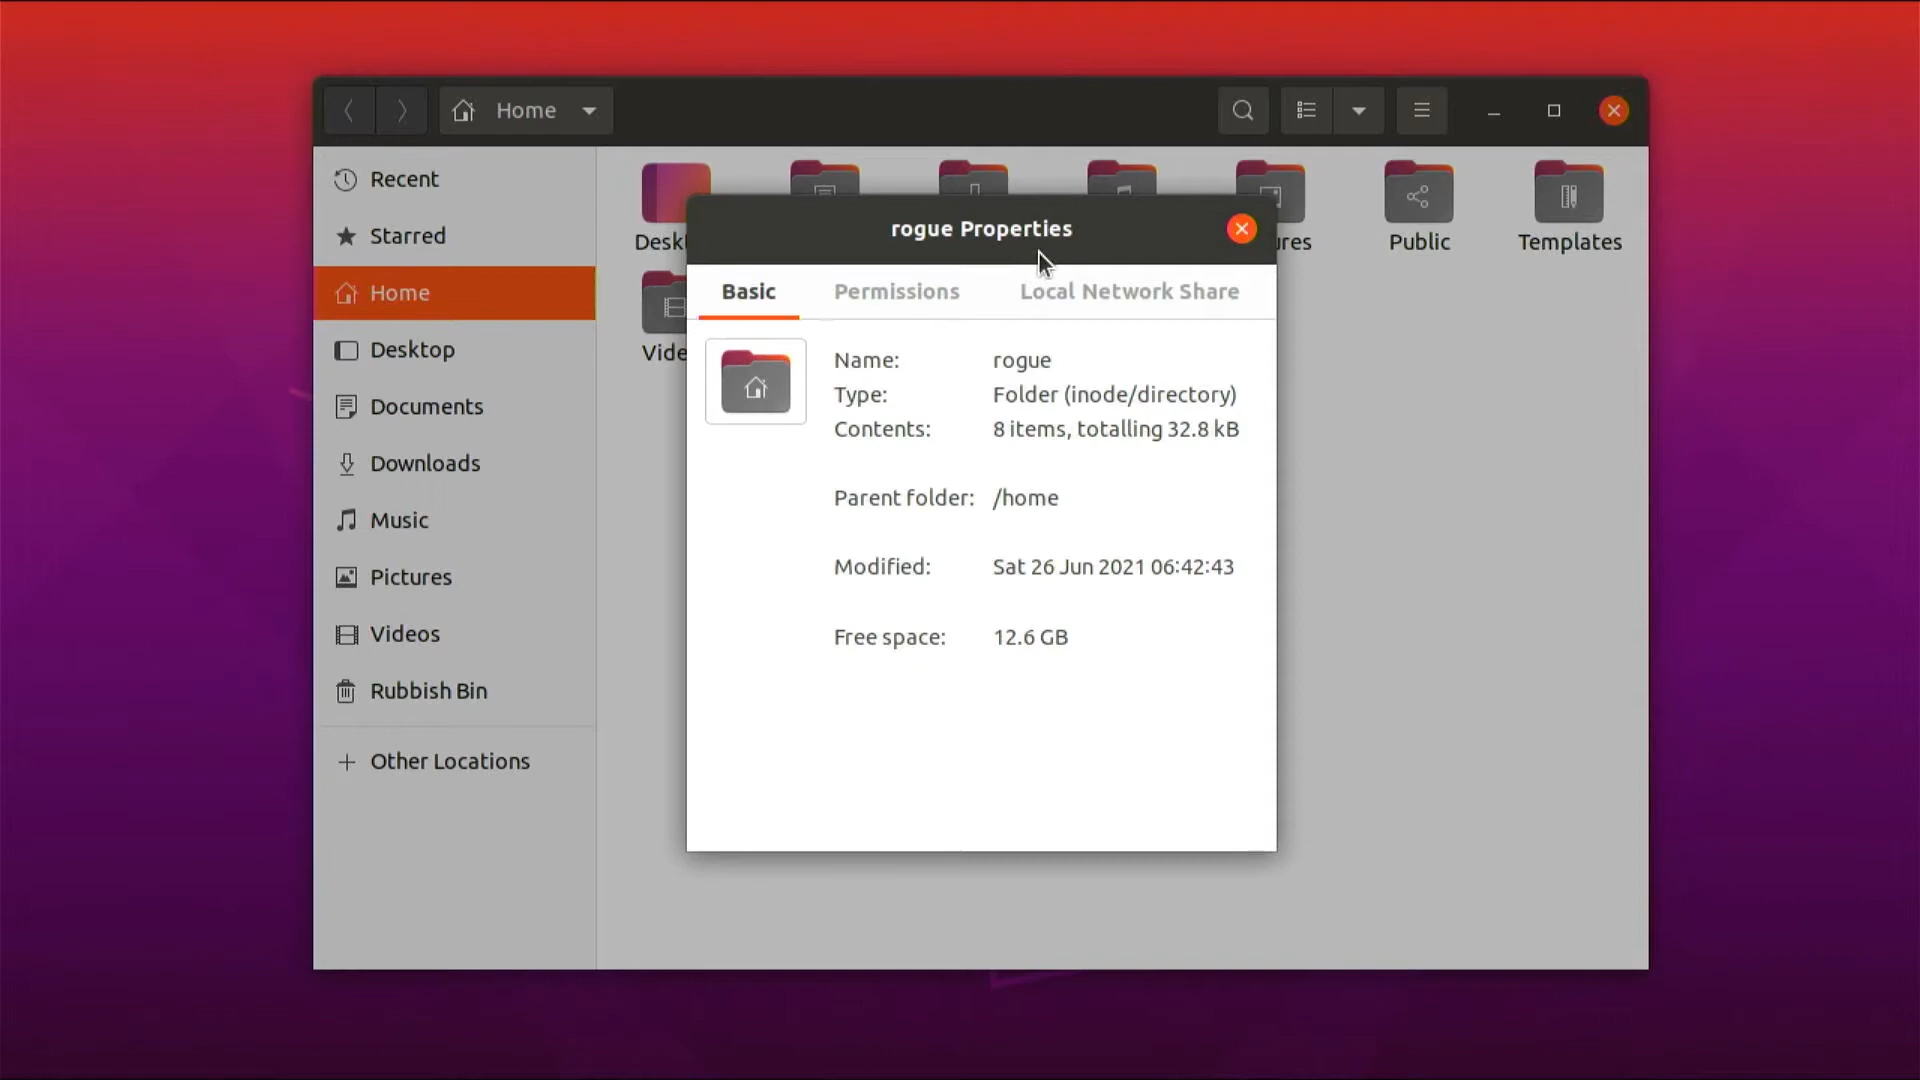 Home
Recent
Starred
Home
Desktop
Documents
Downloads
Music
Pictures
Videos
Rubbish Bin
Other Locations
Public
Templates
rogue Properties
Basic Permissions Local Network Share
Name: rogue
Type: Folder (inode/directory)
Contents: 8 items, totalling 32.8 kB
Parent folder: /home
Modified: Sat 26 Jun 2021 06:42:43
Free space: 12.6 GB